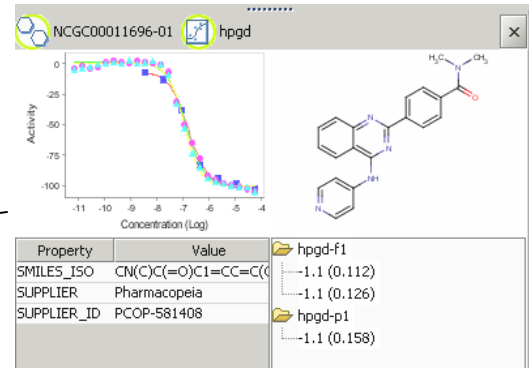 NCGC00011696-01 hpgd
0
-25
-50
-75
-100
Activity
-11 -10 -9 -8 -7 -6 -5 -4
Concentration (Log)
H₃C CH₃
N
O
N
N
NH
N
Property Value
SMILES_ISO CN(C)C(=O)C1=CC=C(C
SUPPLIER Pharmacopeia
SUPPLIER_ID PCOP-581408
hpgd-f1
-1.1 (0.112)
-1.1 (0.126)
hpgd-p1
-1.1 (0.158)